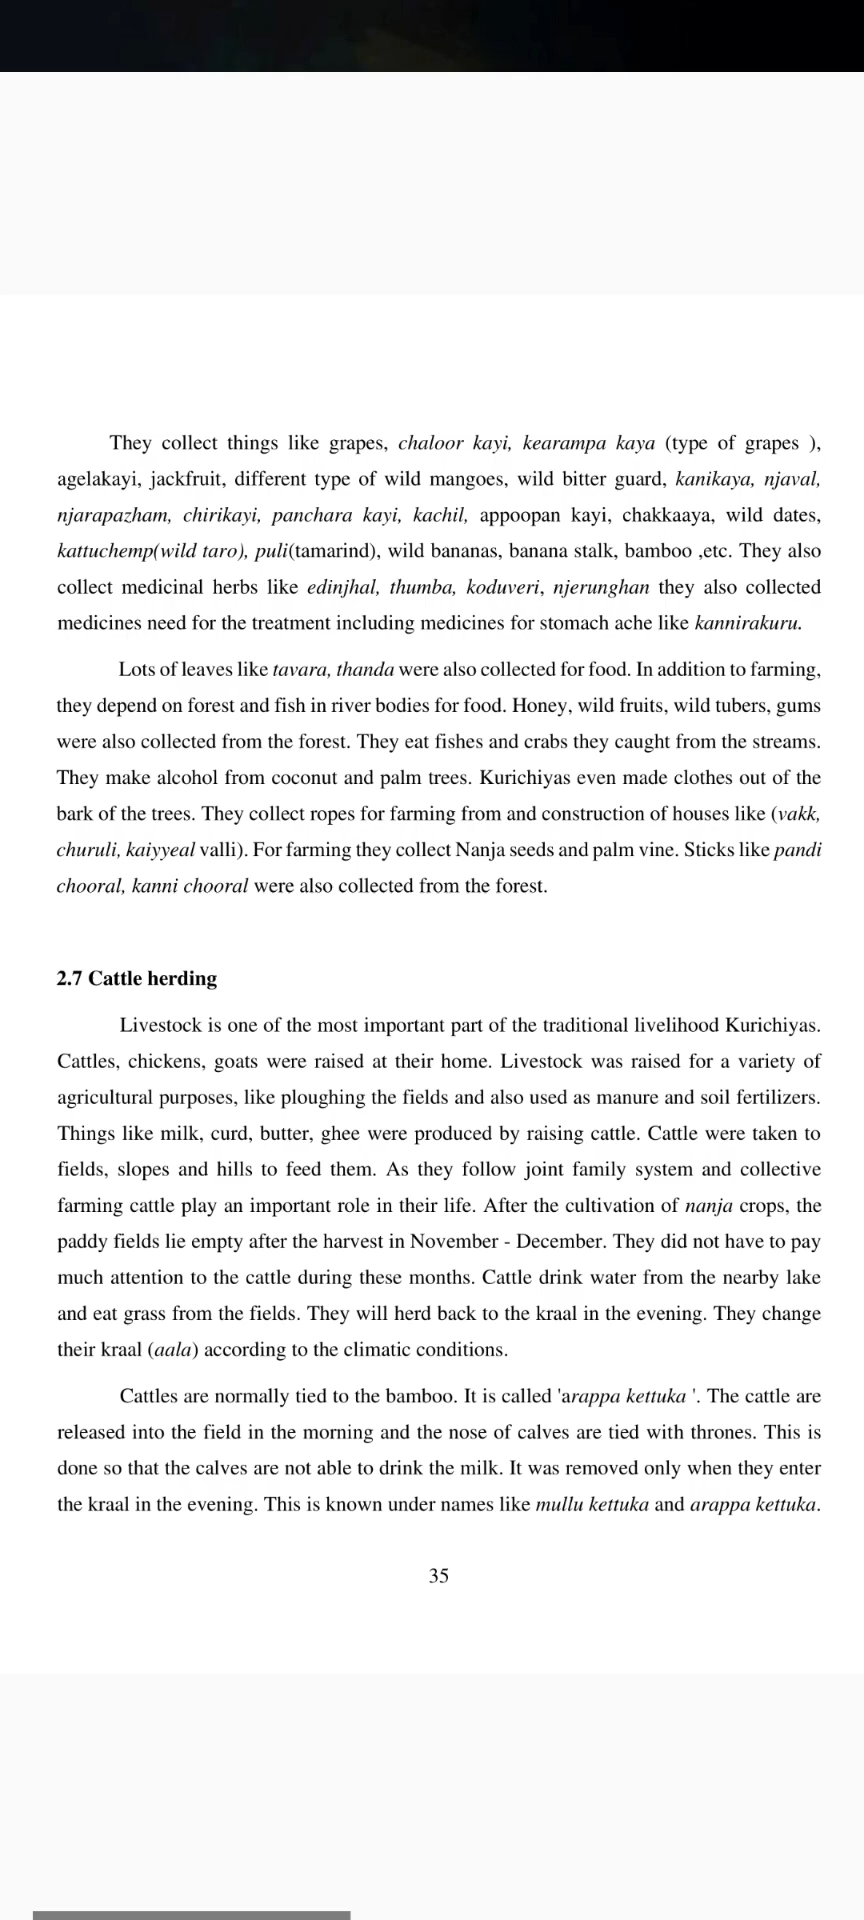 They collect things like grapes, chaloor kayi, kearampa kaya (type of grapes ),
agelakayi, jackfruit, different type of wild mangoes, wild bitter guard, kanikaya, njaval,
njarapazham, chirikayi, panchara kayi, kachil, appoopan kayi, chakkaaya, wild dates,
kattuchemp(wild taro), puli(tamarind), wild bananas, banana stalk, bamboo ,etc. They also
collect medicinal herbs like edinjhal, thumba, koduveri, njerunghan they also collected
medicines need for the treatment including medicines for stomach ache like kannirakuru.
Lots of leaves like tavara, thanda were also collected for food. In addition to farming,
they depend on forest and fish in river bodies for food. Honey, wild fruits, wild tubers, gums
were also collected from the forest. They eat fishes and crabs they caught from the streams.
They make alcohol from coconut and palm trees. Kurichiyas even made clothes out of the
bark of the trees. They collect ropes for farming from and construction of houses like (vakk,
churuli, kaiyyeal valli). For farming they collect Nanja seeds and palm vine. Sticks like pandi
chooral, kanni chooral were also collected from the forest.
2.7 Cattle herding
Livestock is one of the most important part of the traditional livelihood Kurichiyas.
Cattles, chickens, goats were raised at their home. Livestock was raised for a variety of
agricultural purposes, like ploughing the fields and also used as manure and soil fertilizers.
Things like milk, curd, butter, ghee were produced by raising cattle. Cattle were taken to
fields, slopes and hills to feed them. As they follow joint family system and collective
farming cattle play an important role in their life. After the cultivation of nanja crops, the
paddy fields lie empty after the harvest in November - December. They did not have to pay
much attention to the cattle during these months. Cattle drink water from the nearby lake
and eat grass from the fields. They will herd back to the kraal in the evening. They change
their kraal (aala) according to the climatic conditions.
Cattles are normally tied to the bamboo. It is called 'arappa kettuka '. The cattle are
released into the field in the morning and the nose of calves are tied with thrones. This is
done so that the calves are not able to drink the milk. It was removed only when they enter
the kraal in the evening. This is known under names like mullu kettuka and arappa kettuka.
35